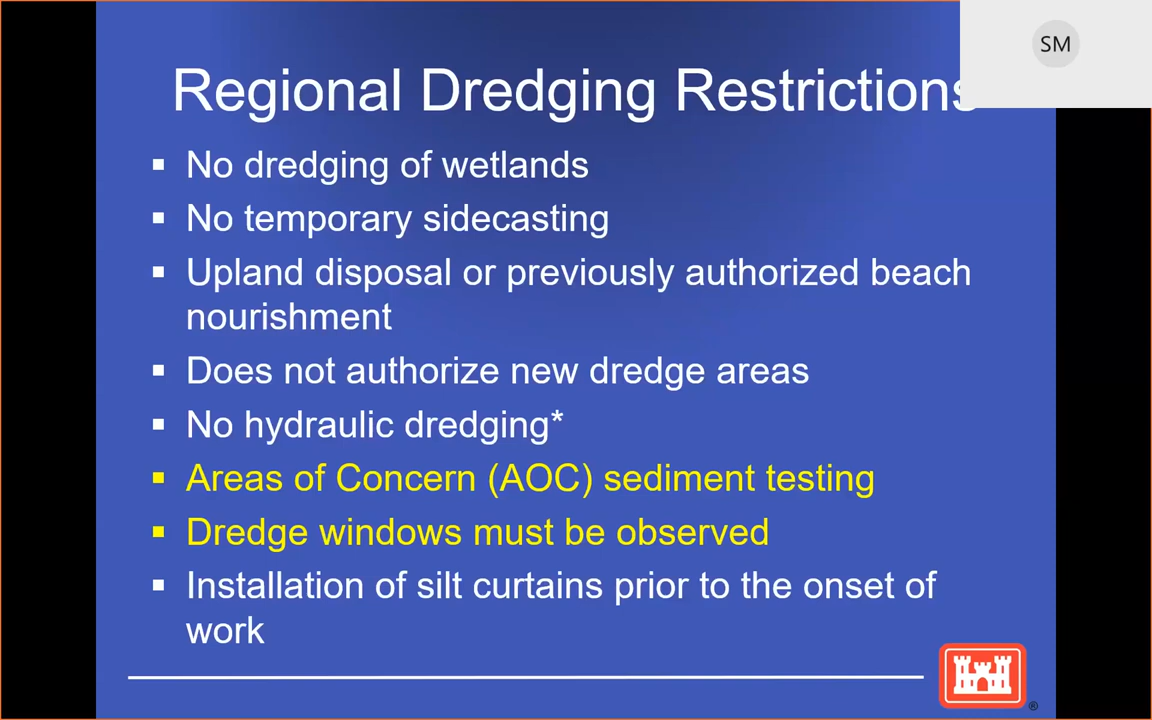 SM
Regional Dredging Restrictions
▪ No dredging of wetlands
▪ No temporary sidecasting
▪ Upland disposal or previously authorized beach
nourishment
▪ Does not authorize new dredge areas
▪ No hydraulic dredging*
▪ Areas of Concern (AOC) sediment testing
▪ Dredge windows must be observed
▪ Installation of silt curtains prior to the onset of
work
®